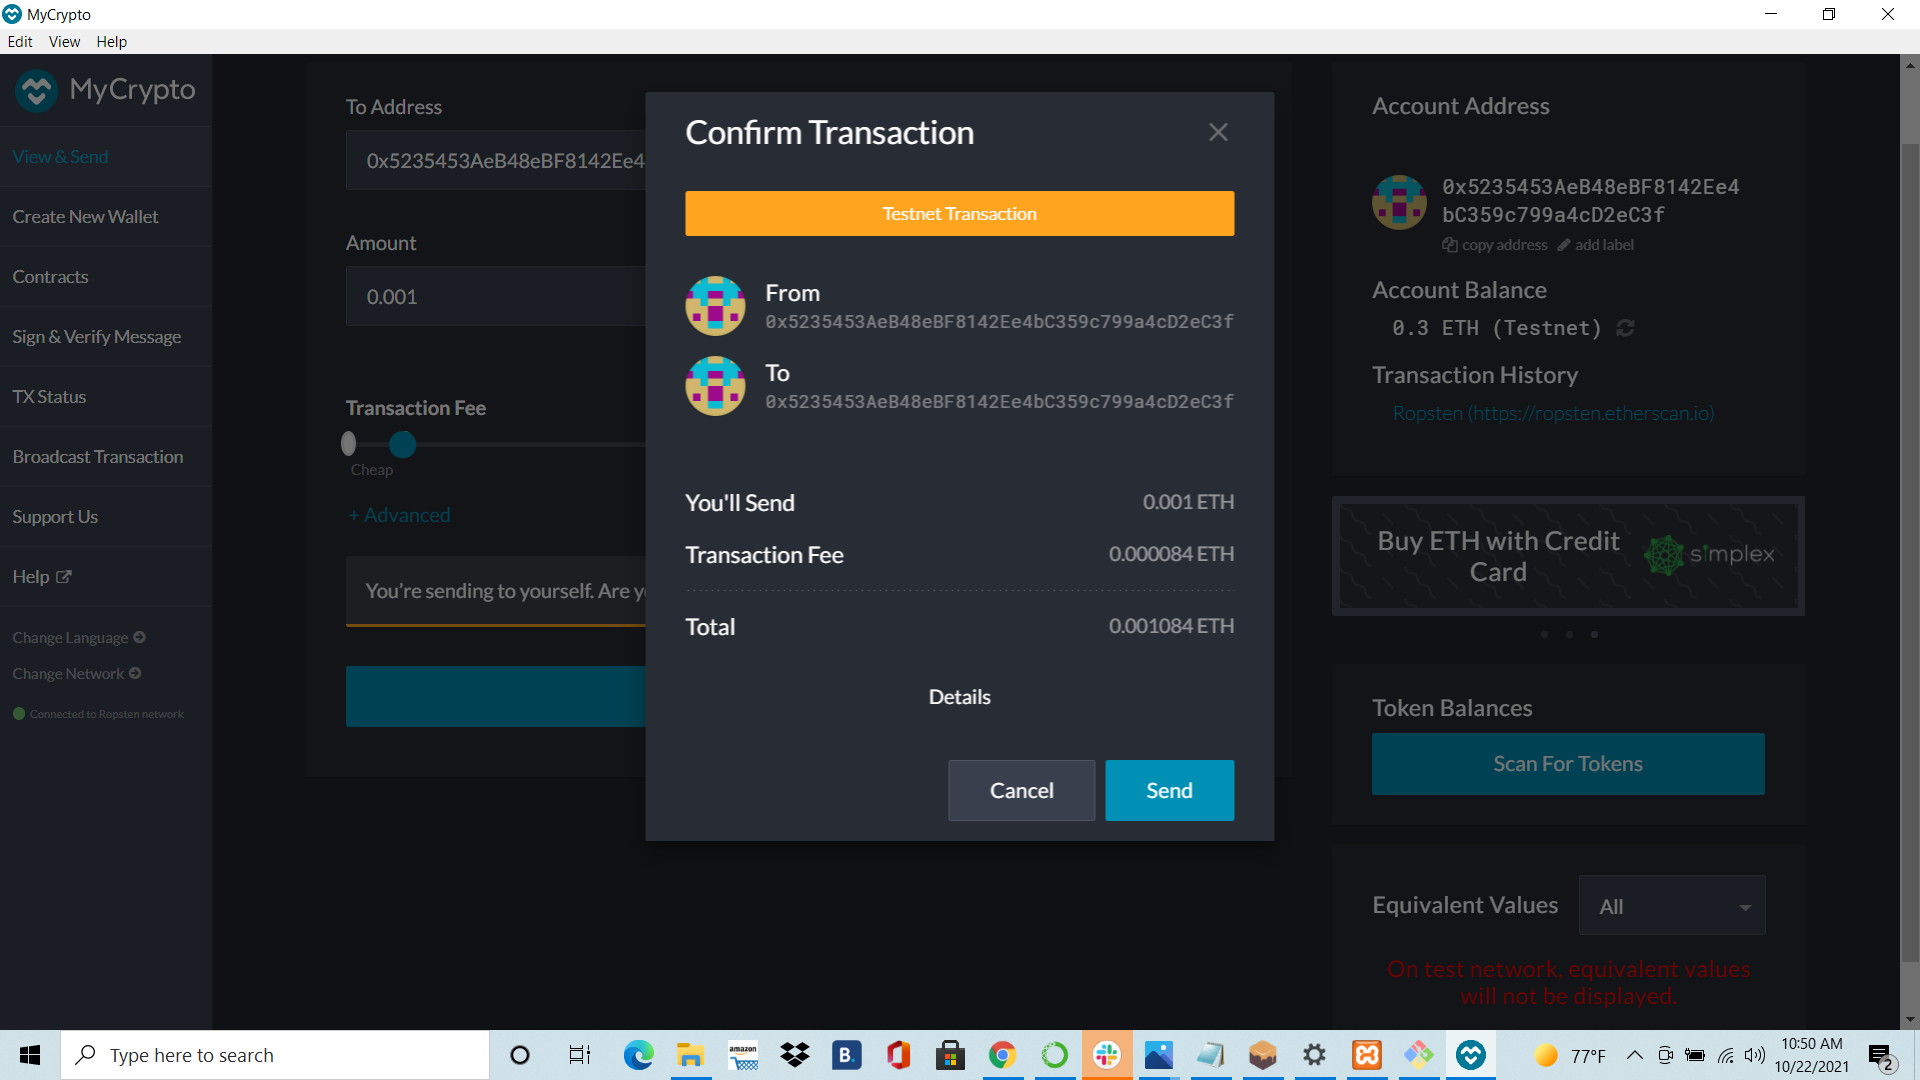 MyCrypto
Edit View Help
MyCrypto
View & Send
Create New Wallet
Contracts
Sign & Verify Message
TX Status
Broadcast Transaction
Support Us
Help
Change Language
Change Network
Connected to Ropsten network
To Address
0x5235453AeB48eBF8142Ee4
Amount
0.001
Transaction Fee
Cheap
+ Advanced
You're sending to yourself. Are
Confirm Transaction
Testnet Transaction
From
0x5235453AeB48eBF8142Ee4bC359c799a4cD2eC3f
To
0x5235453AeB48eBF8142Ee4bC359c799a4cD2eC3f
You'll Send 0.001 ETH
Transaction Fee 0.000084 ETH
Total 0.001084 ETH
Details
Cancel Send
Account Address
0x5235453AeB48eBF8142Ee4
bC359c799a4cD2eC3f
copy address add label
Account Balance
0.3 ETH (Testnet)
Transaction History
Ropsten (https://ropsten.etherscan.io)
Buy ETH with Credit
Card
simplex
Token Balances
Scan For Tokens
Equivalent Values All
On test network, equivalent values
will not be displayed.
Type here to search
amazon
B.
77°F
10:50 AM
10/22/2021
2